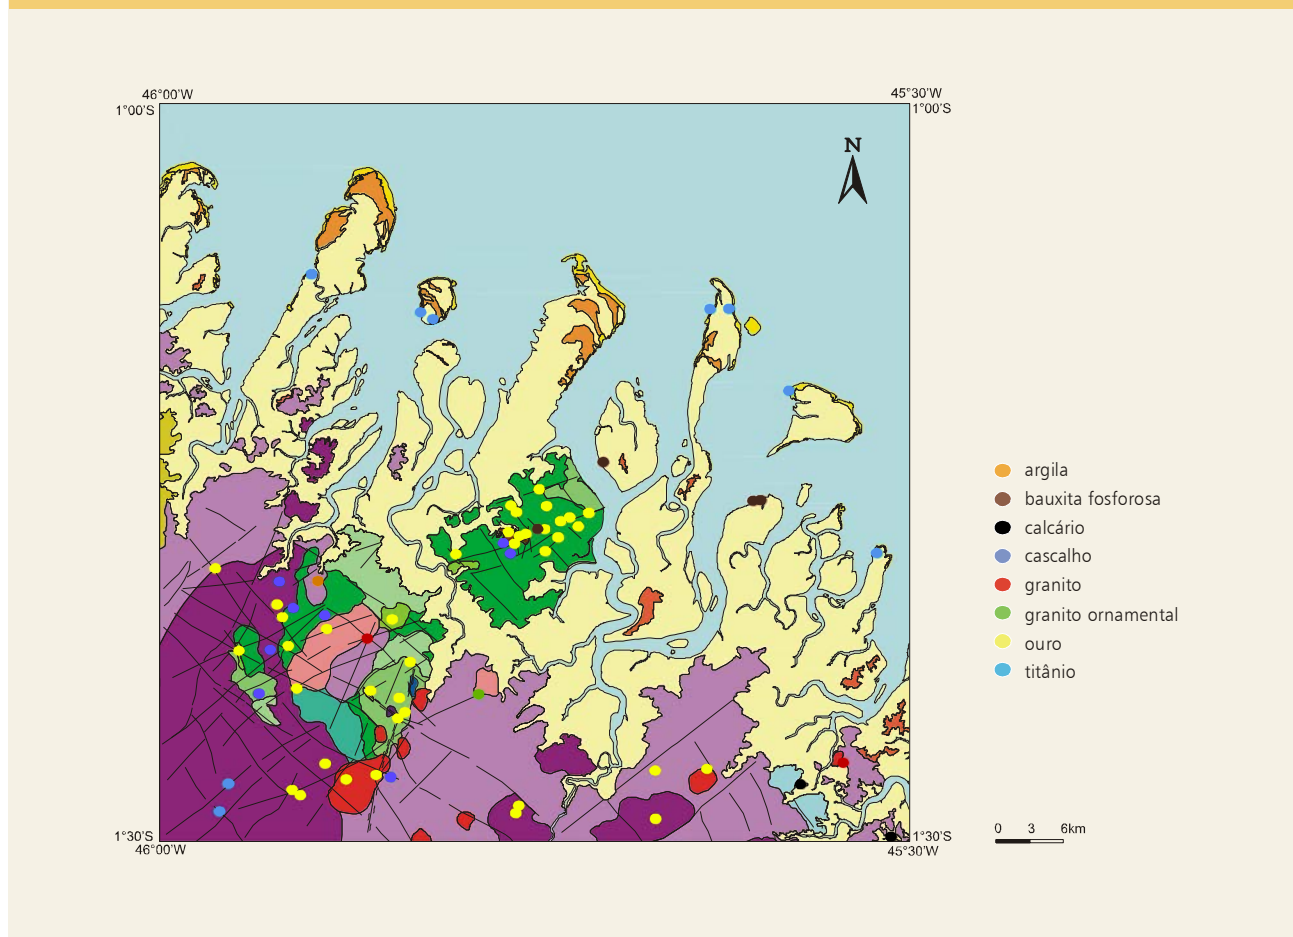 46°00'W
45°30'W
1°00'S
1°00'S
N
argila
bauxita fosforosa
calcário
cascalho
granito
granito ornamental
ouro
titânio
0 3 6km
1°30'S
1°30'S
46°00'W
45°30'W